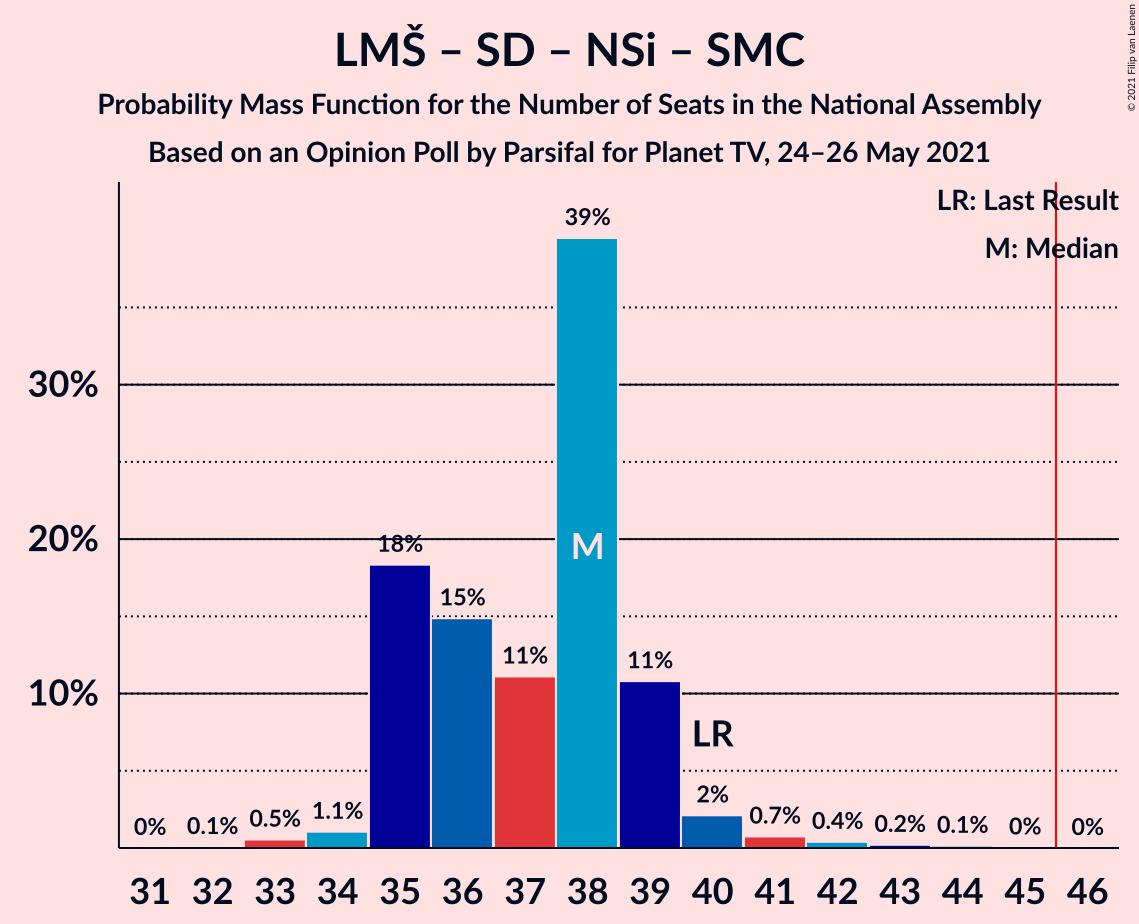 LMŠ – SD – NSi – SMC
Probability Mass Function for the Number of Seats in the National Assembly
Based on an Opinion Poll by Parsifal for Planet TV, 24–26 May 2021
© 2021 Filip van Laenen
LR: Last Result
M: Median
39%
30%
20%
18%
M
15%
11%
11%
10%
LR
2%
0%
0.1%
0.5%
1.1%
0.7%
0.4%
0.2%
0.1%
0%
0%
31 32 33 34 35 36 37 38 39 40 41 42 43 44 45 46